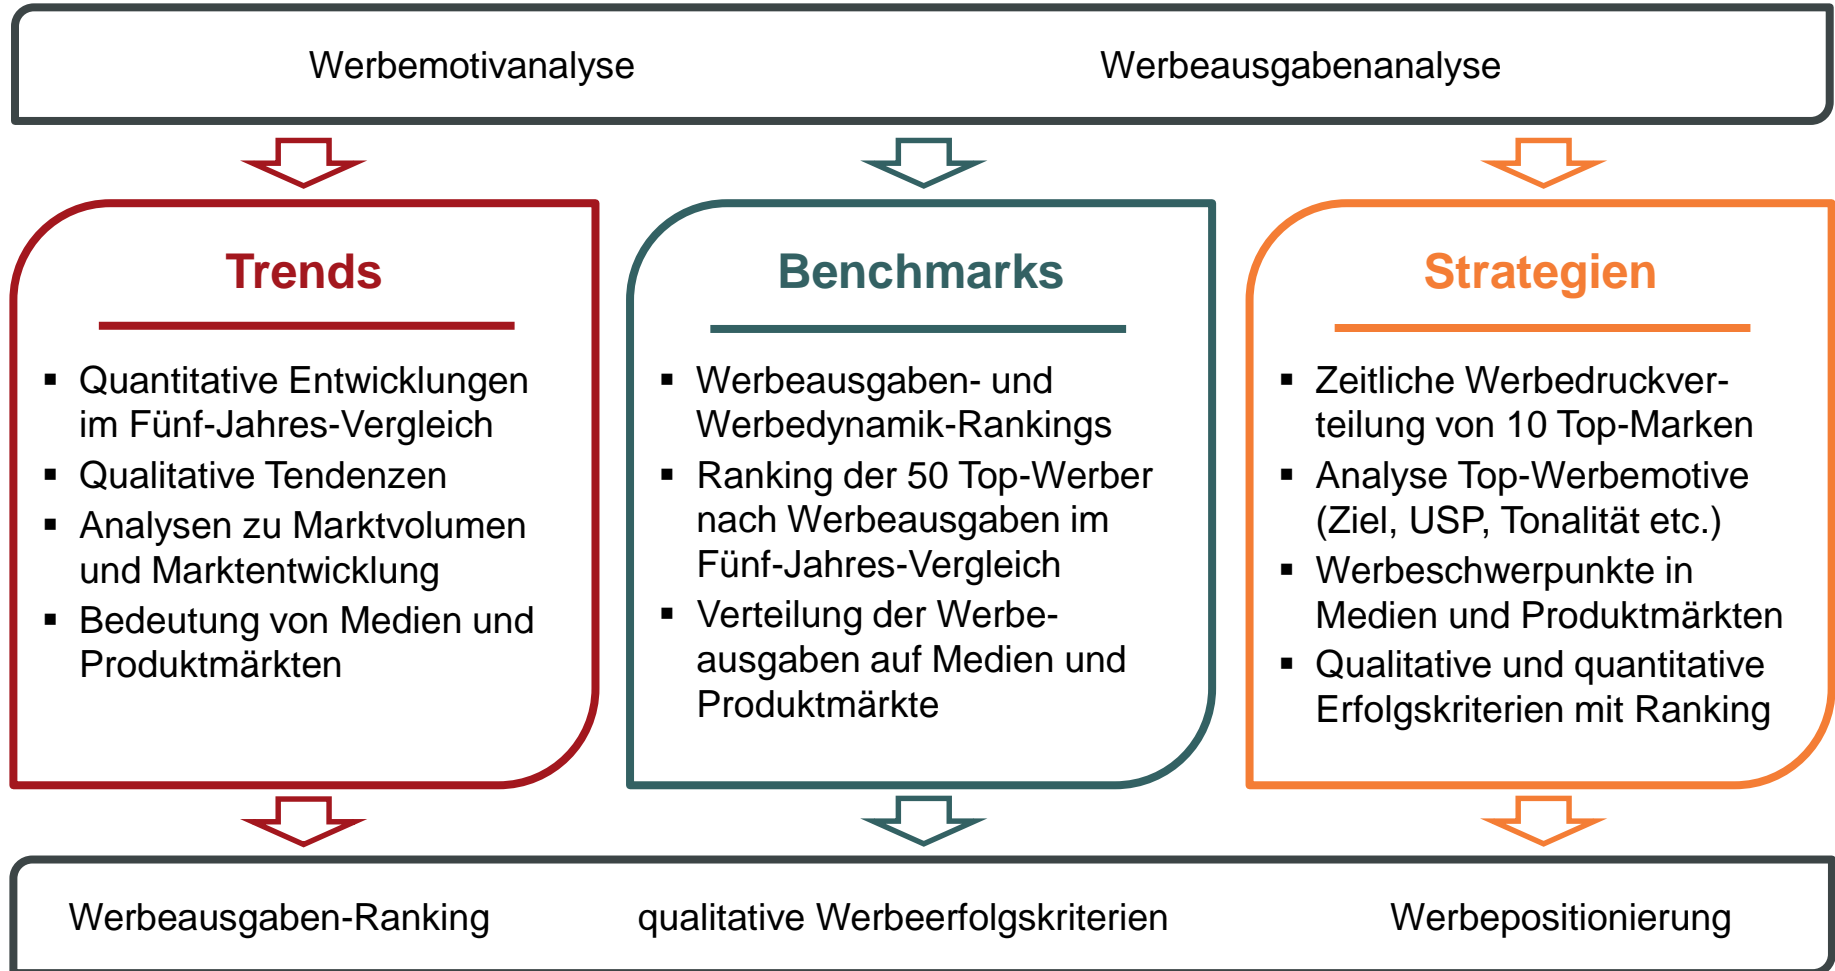 Werbemotivanalyse
Werbeausgabenanalyse
Trends
▪ Quantitative Entwicklungen
im Fünf-Jahres-Vergleich
▪ Qualitative Tendenzen
▪ Analysen zu Marktvolumen
und Marktentwicklung
▪ Bedeutung von Medien und
Produktmärkten
Benchmarks
▪ Werbeausgaben- und
Werbedynamik-Rankings
▪ Ranking der 50 Top-Werber
nach Werbeausgaben im
Fünf-Jahres-Vergleich
▪ Verteilung der Werbe-
ausgaben auf Medien und
Produktmärkte
Strategien
▪ Zeitliche Werbedruckver-
teilung von 10 Top-Marken
▪ Analyse Top-Werbemotive
(Ziel, USP, Tonalität etc.)
▪ Werbeschwerpunkte in
Medien und Produktmärkten
▪ Qualitative und quantitative
Erfolgskriterien mit Ranking
Werbeausgaben-Ranking
qualitative Werbeerfolgskriterien
Werbepositionierung